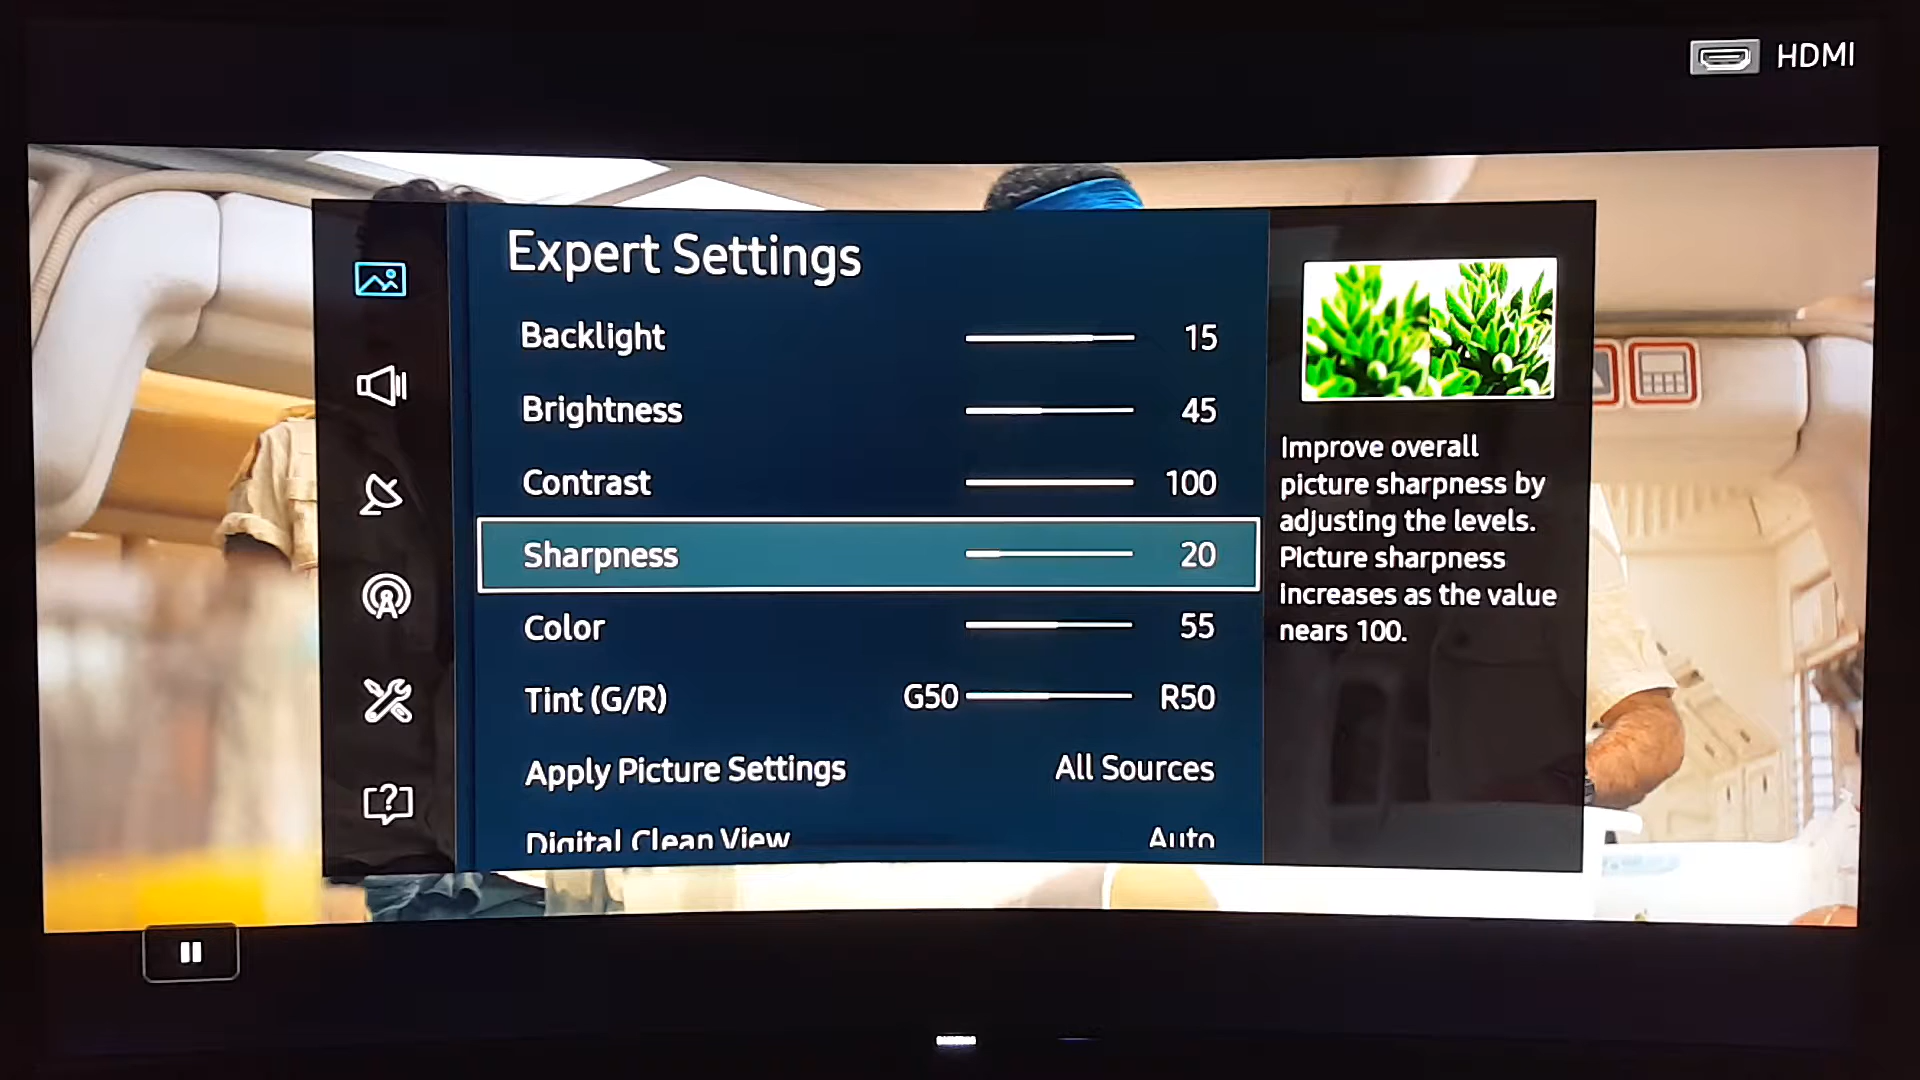 HDMI
Expert Settings
Backlight 15
Brightness 45
Contrast 100
Sharpness 20
Color 55
Tint (G/R) G50 R50
Apply Picture Settings All Sources
Digital Clean View Auto
Improve overall
picture sharpness by
adjusting the levels.
Picture sharpness
increases as the value
nears 100.